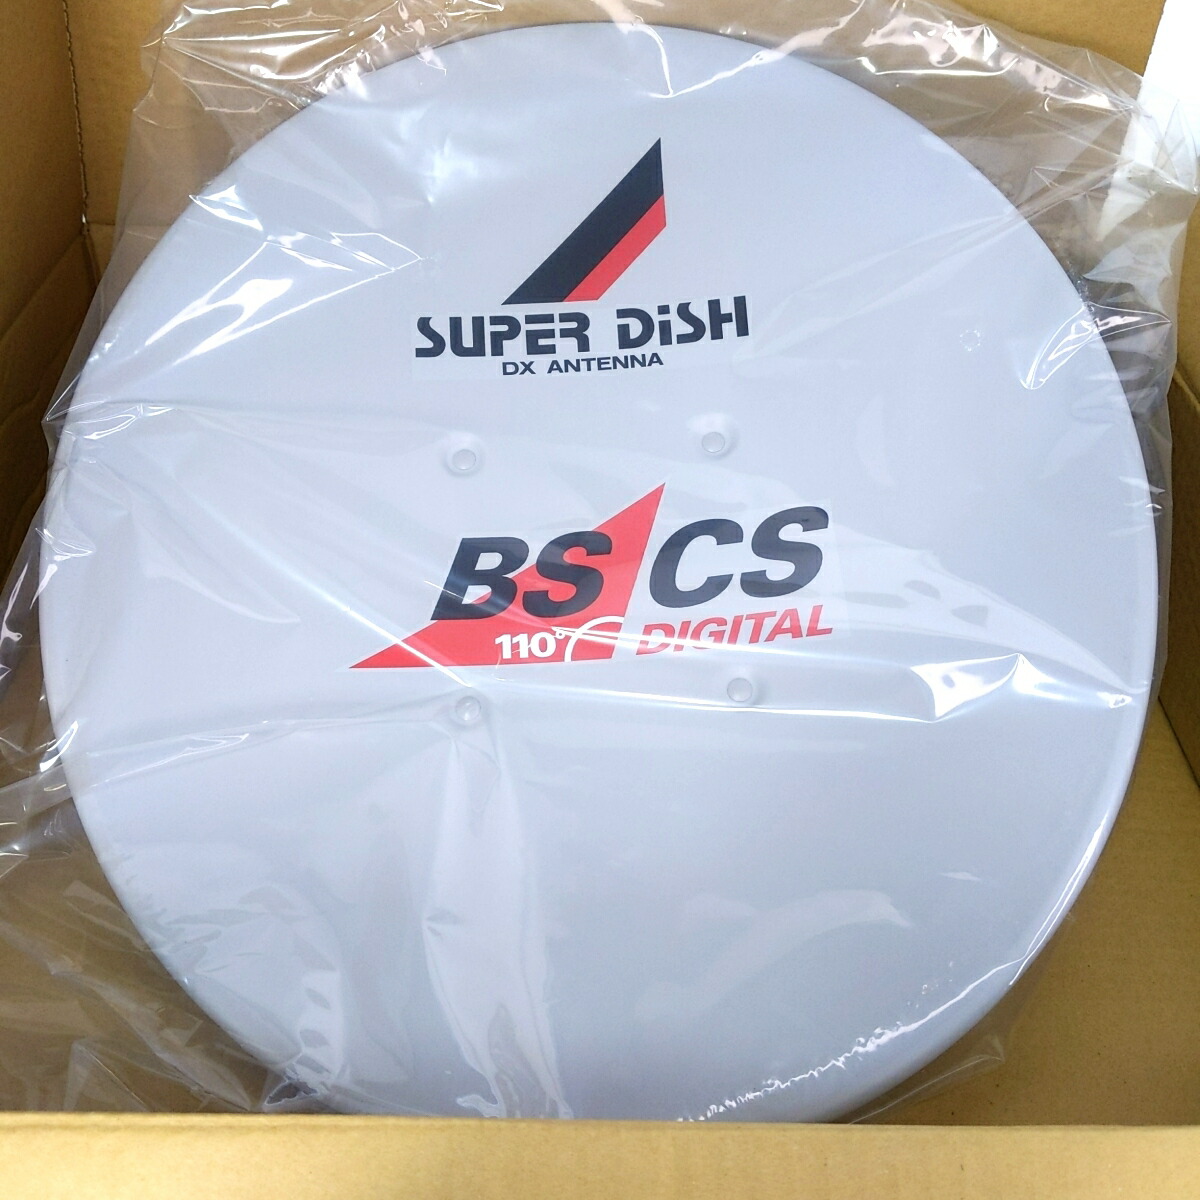 SUPER DiSH
DX ANTENNA
BS/CS
110° DIGITAL